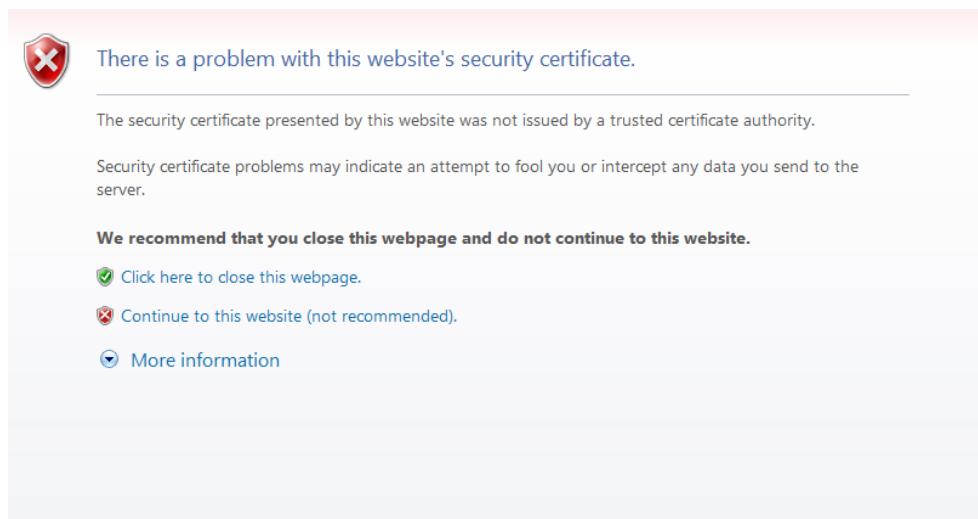 There is a problem with this website's security certificate.
The security certificate presented by this website was not issued by a trusted certificate authority.
Security certificate problems may indicate an attempt to fool you or intercept any data you send to the
server.
We recommend that you close this webpage and do not continue to this website.
Click here to close this webpage.
Continue to this website (not recommended).
More information